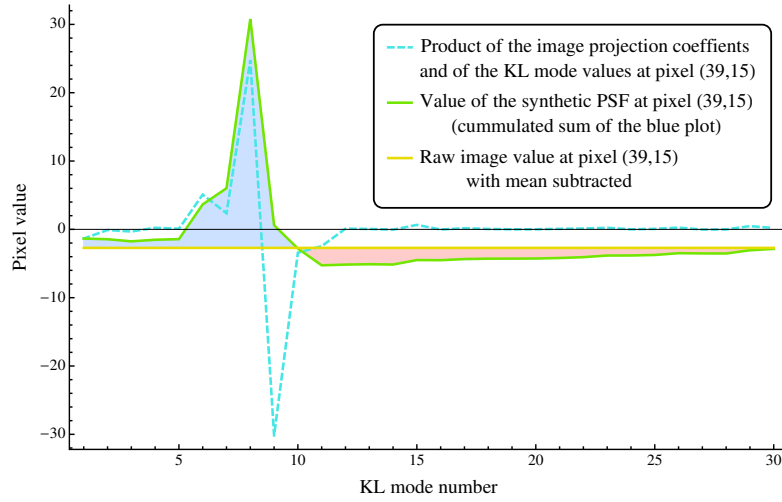 30
20
10
0
−10
−20
−30
Pixel value
Product of the image projection coeffients
and of the KL mode values at pixel (39,15)
Value of the synthetic PSF at pixel (39,15)
(cummulated sum of the blue plot)
Raw image value at pixel (39,15)
with mean subtracted
5 10 15 20 25 30
KL mode number